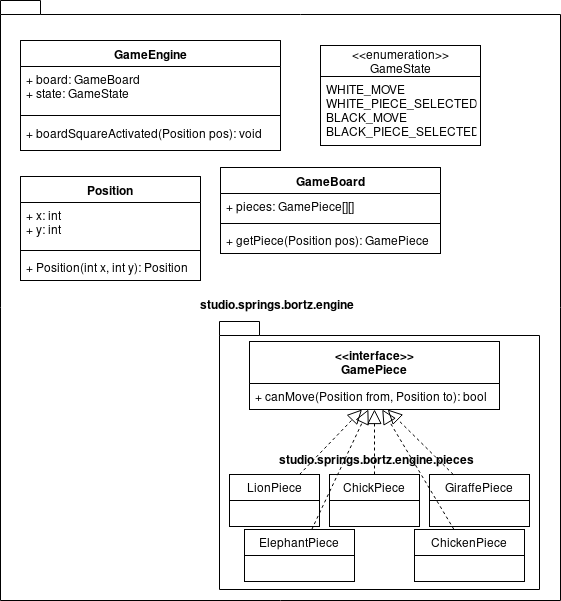 GameEngine
+ board: GameBoard
+ state: GameState
+ boardSquareActivated(Position pos): void
<<enumeration>>
GameState
WHITE_MOVE
WHITE_PIECE_SELECTED
BLACK_MOVE
BLACK_PIECE_SELECTED
Position
+ x: int
+ y: int
+ Position(int x, int y): Position
GameBoard
+ pieces: GamePiece[][]
+ getPiece(Position pos): GamePiece
studio.springs.bortz.engine
<<interface>>
GamePiece
+ canMove(Position from, Position to): bool
studio.springs.bortz.engine.pieces
LionPiece
ChickPiece
GiraffePiece
ElephantPiece
ChickenPiece